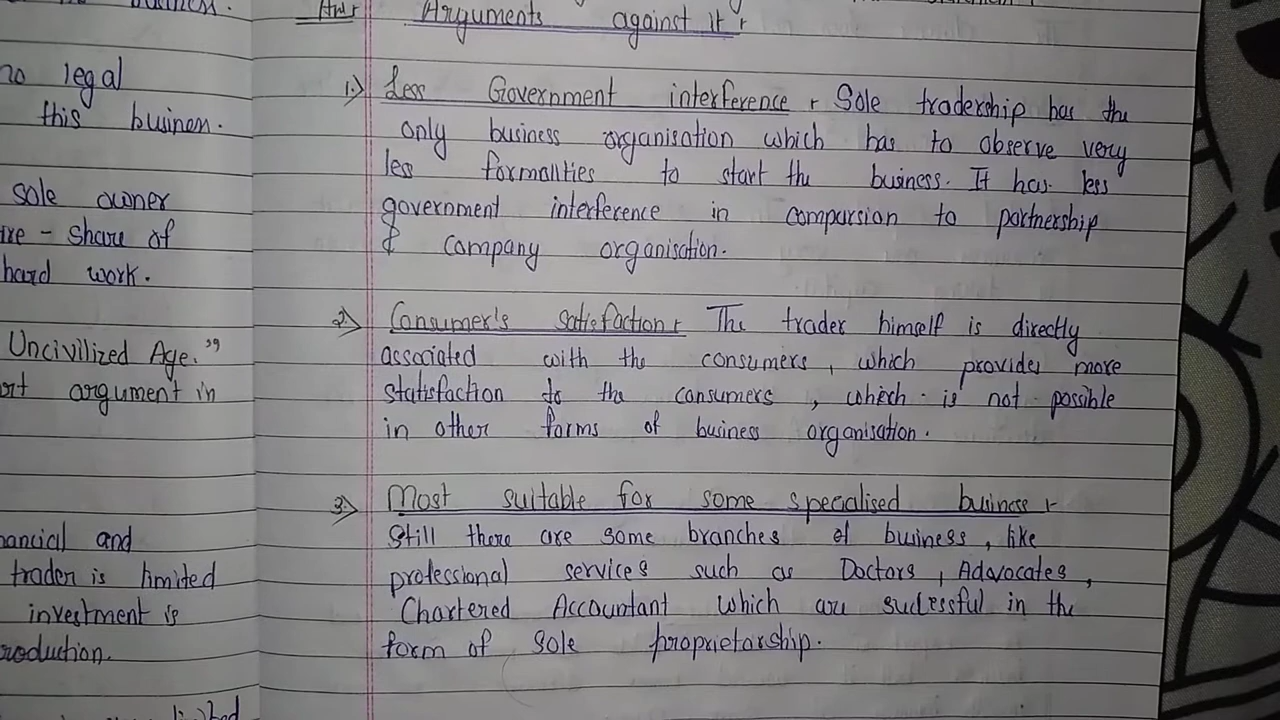 business.
no legal
this businen.
sole owner
share of
hard work.
Uncivilized Age."
argument in
and
trader is limited
investment is
Ans
Arguments against it
1) Less Government interference - Sole tradership has the
only business organisation which has to observe very
less formalities to start the business. It has less
government interference in comparsion to partnership
& company organisation.
2) Consumer's satisfaction - The trader himself is directly
associated with the consumers, which provides more
statisfaction to the consumers, which is not possible
in other forms of business organisation.
3) Most suitable for some specialised business -
Still there are some branches of business, like
professional services such as Doctors, Adavocates,
Chartered Accountant which are sucessful in the
form of sole proprietorship.